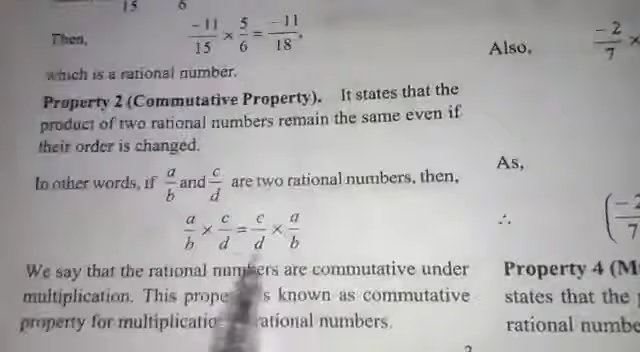 15 6
Then, -11/15 × 5/6 = -11/18,
which is a rational number.
Property 2 (Commutative Property). It states that the
product of two rational numbers remain the same even if
their order is changed.
In other words, if a/b and c/d are two rational numbers, then,
a/b × c/d = c/d × a/b
We say that the rational numbers are commutative under
multiplication. This is known as commutative
property for multiplication rational numbers.
Also, -2/7 ×
As,
∴ (-2/7
Property 4 (M
states that the
rational numbe